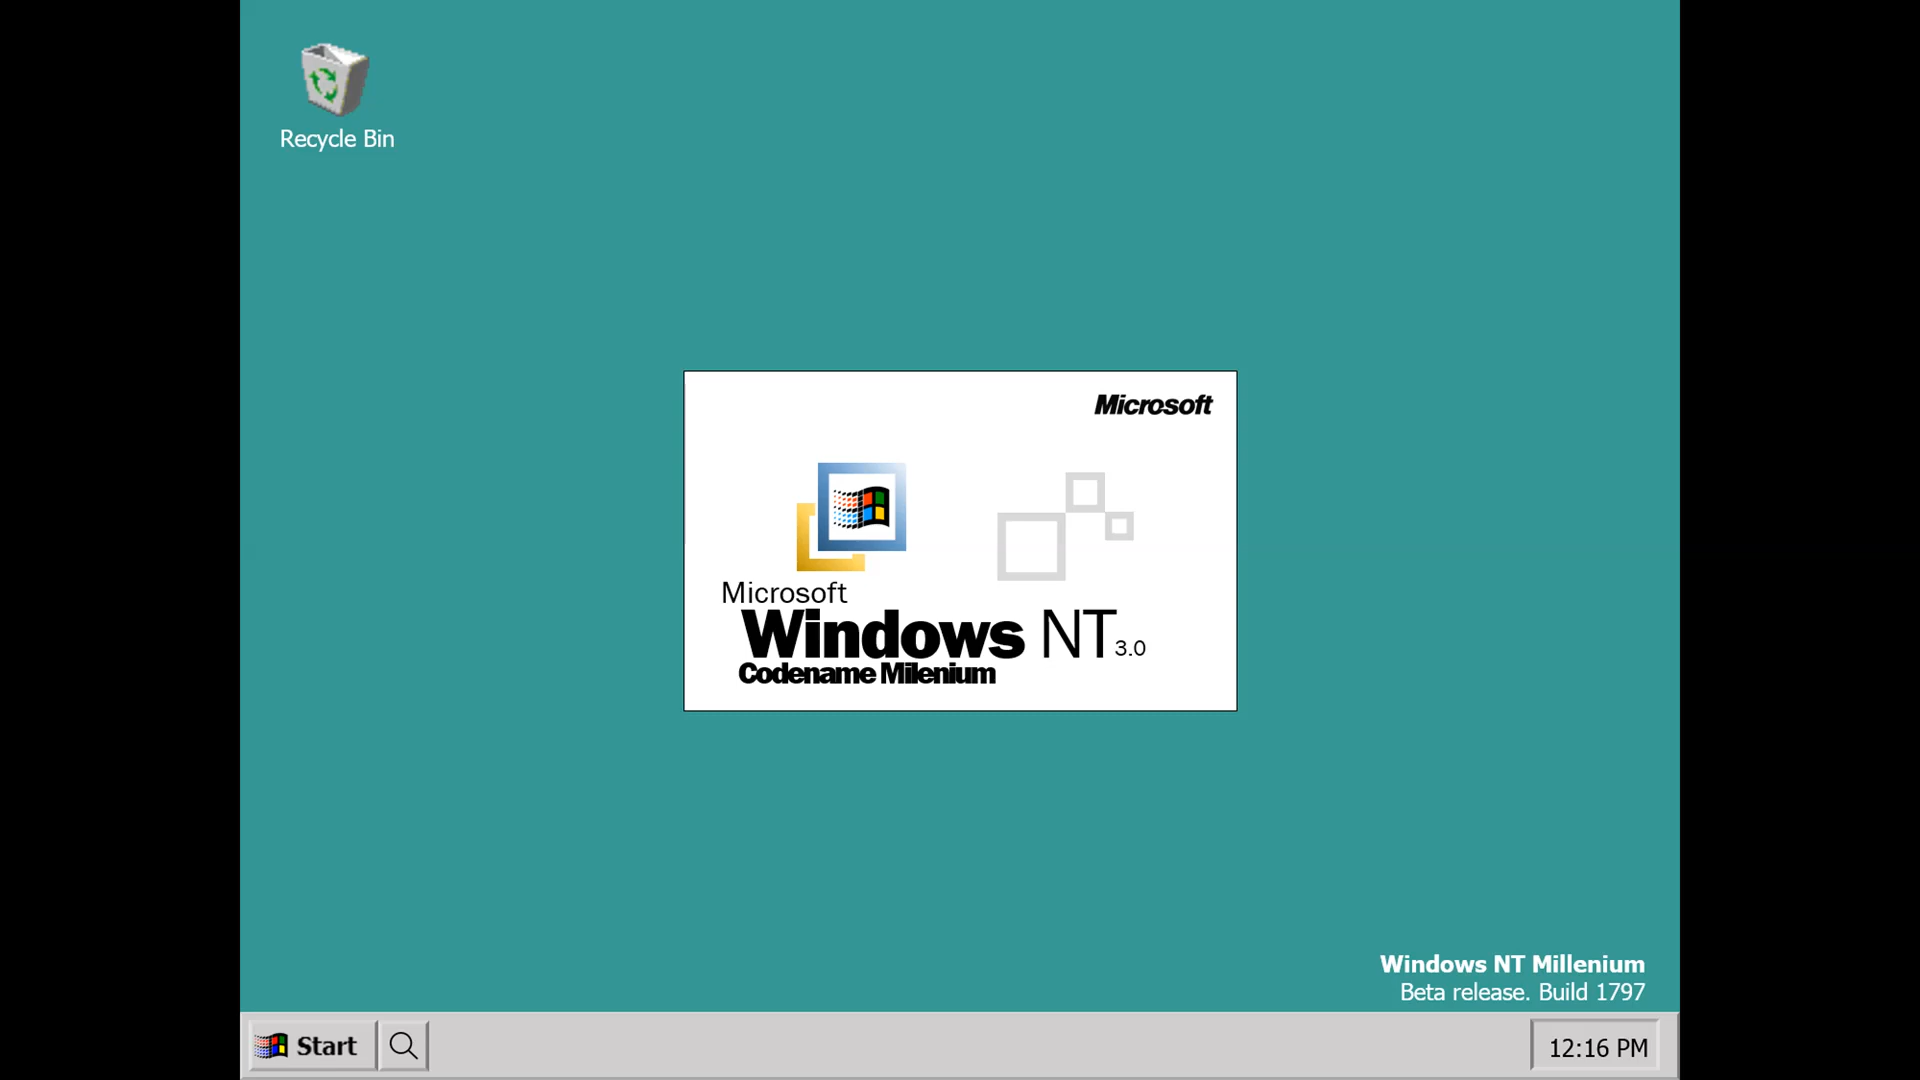 Recycle Bin
Microsoft
Microsoft
Windows NT 3.0
Codename Milenium
Windows NT Millenium
Beta release. Build 1797
Start
12:16 PM